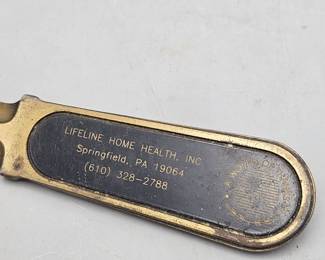 LIFELINE HOME HEALTH, INC
Springfield, PA 19064
(610) 328-2788